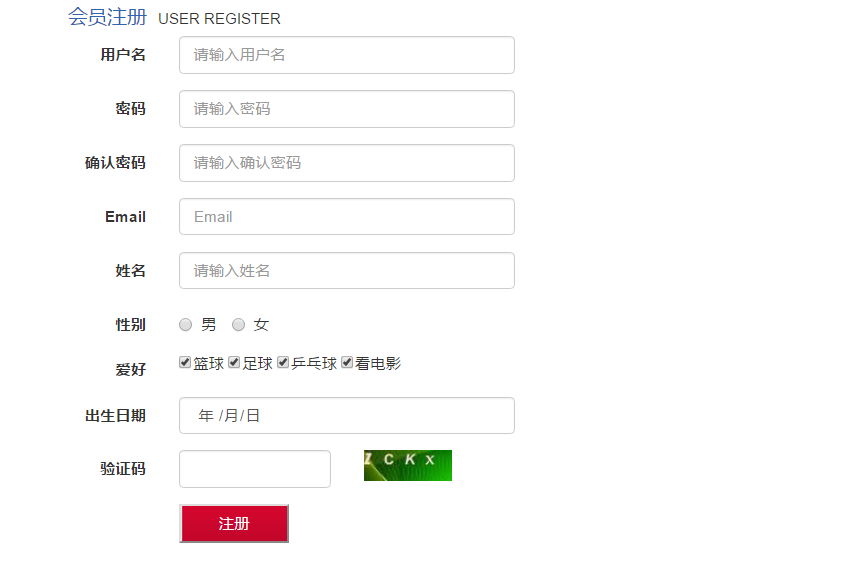 会员注册 USER REGISTER
用户名 请输入用户名
密码 请输入密码
确认密码 请输入确认密码
Email Email
姓名 请输入姓名
性别 男 女
爱好 篮球 足球 乒乓球 看电影
出生日期 年 /月/日
验证码 ZCKX
注册